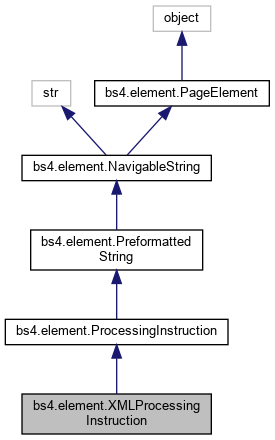 object
str
bs4.element.PageElement
bs4.element.NavigableString
bs4.element.Preformatted
String
bs4.element.ProcessingInstruction
bs4.element.XMLProcessing
Instruction